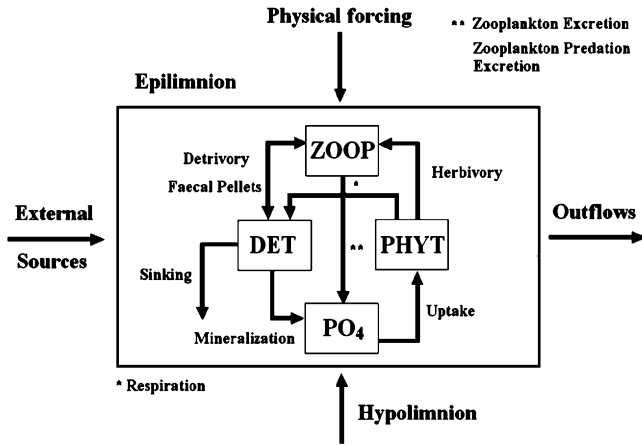 Physical forcing
** Zooplankton Excretion
Zooplankton Predation
Excretion
Epilimnion
ZOOP
Detrivory
Faecal Pellets
*
Herbivory
External
Sources
Outflows
DET
**
PHYT
Sinking
Uptake
Mineralization
PO₄
* Respiration
Hypolimnion